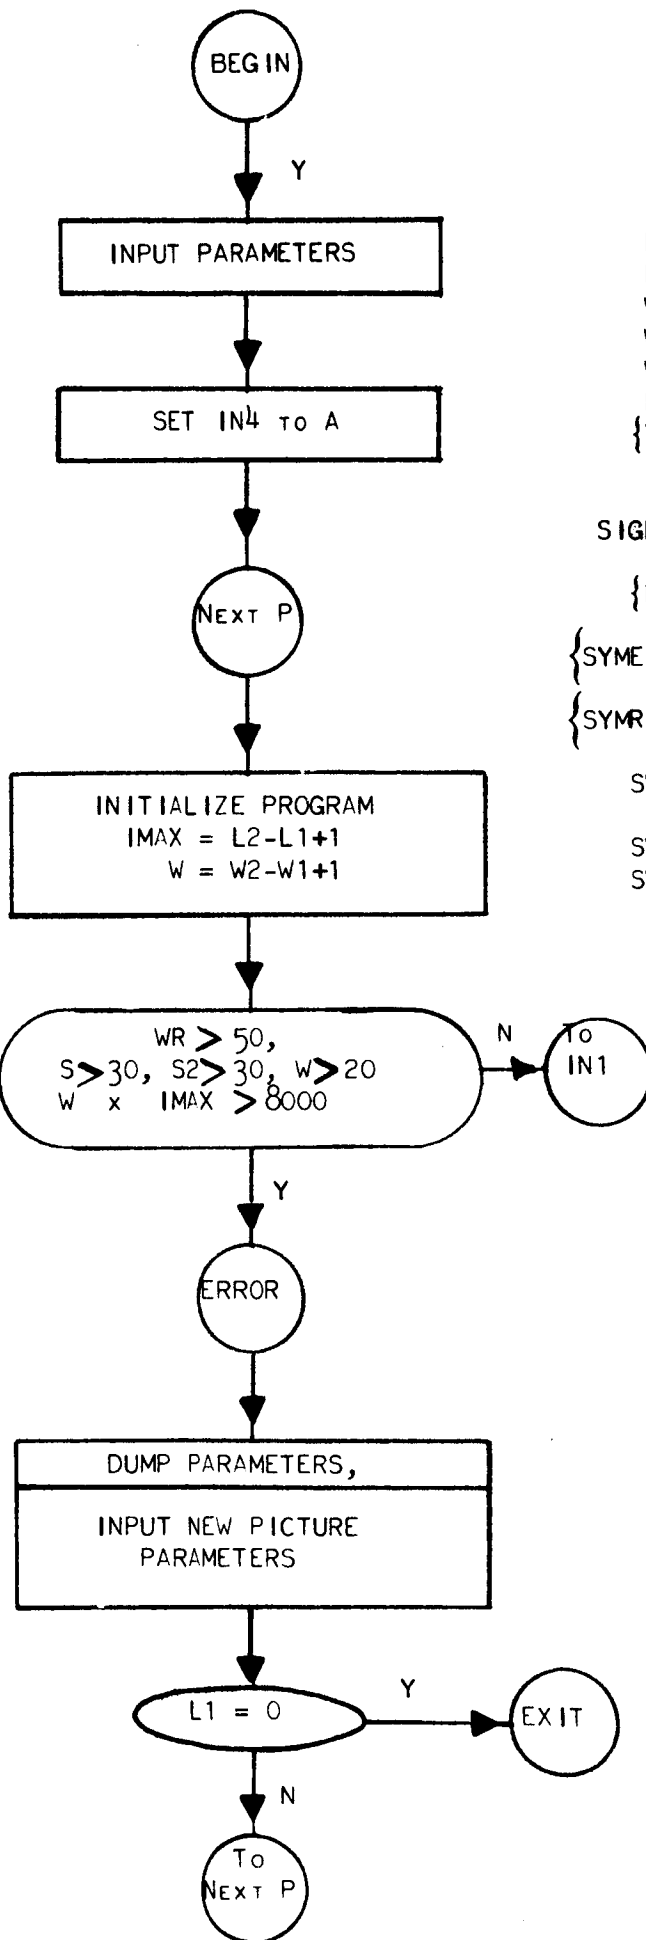 BEGIN
Y
INPUT PARAMETERS
SET IN4 TO A
NEXT P
INITIALIZE PROGRAM
IMAX = L2-L1+1
W = W2-W1+1
WR > 50,
S>30, S2>30, W>20
W x IMAX >8000
N
TO
IN1
Y
ERROR
DUMP PARAMETERS,
INPUT NEW PICTURE
PARAMETERS
L1 = 0
Y
EXIT
N
TO
NEXT P
{SYME
{SYMR